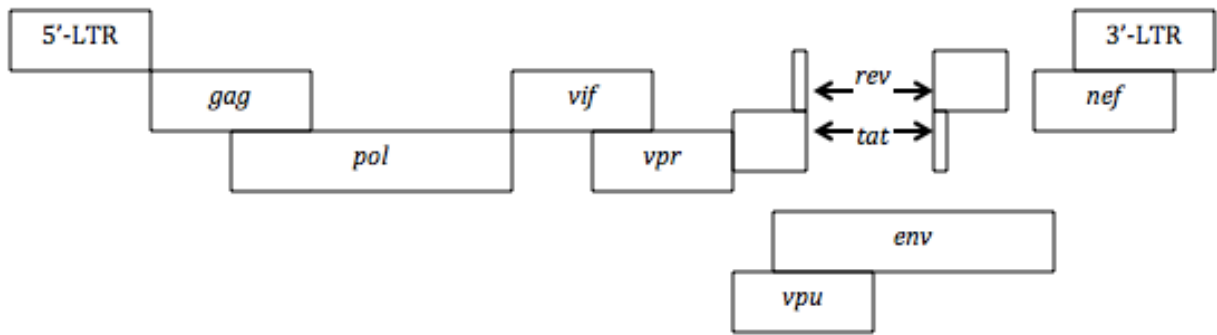 5’-LTR
3’-LTR
gag
vif
rev
nef
pol
vpr
tat
env
vpu